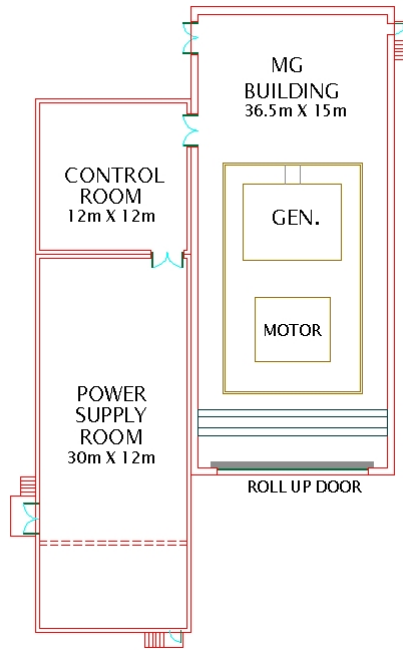 MG
BUILDING
36.5m X 15m
CONTROL
ROOM
12m X 12m
GEN.
MOTOR
POWER
SUPPLY
ROOM
30m X 12m
ROLL UP DOOR